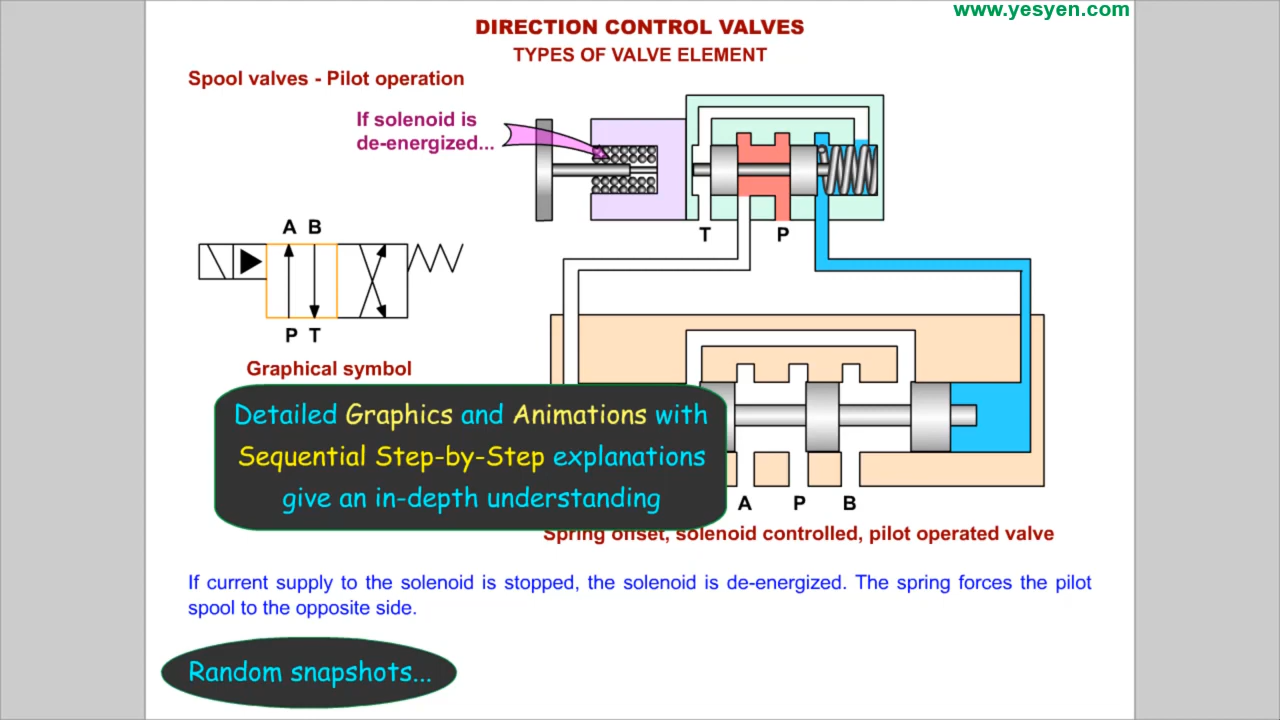 www.yesyen.com
DIRECTION CONTROL VALVES
TYPES OF VALVE ELEMENT
Spool valves - Pilot operation
If solenoid is
de-energized...
T P
A B
P T
Graphical symbol
Detailed Graphics and Animations with
Sequential Step-by-Step explanations
give an in-depth understanding
A P B
Spring offset, solenoid controlled, pilot operated valve
If current supply to the solenoid is stopped, the solenoid is de-energized. The spring forces the pilot
spool to the opposite side.
Random snapshots...